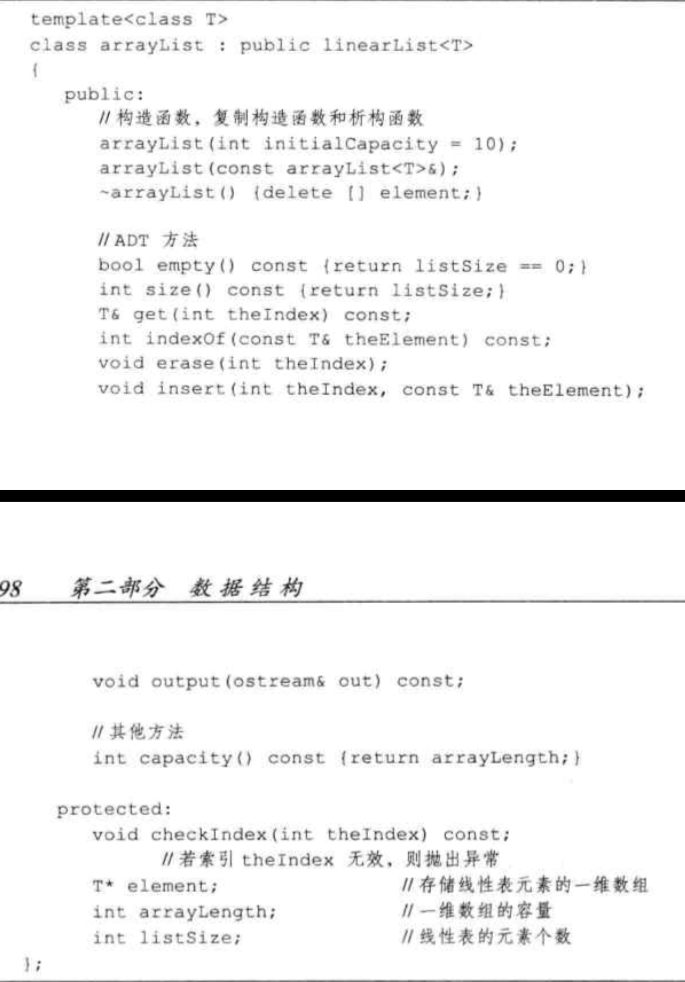 template<class T>
class arrayList : public linearList<T>
{
public:
//构造函数，复制构造函数和析构函数
arrayList(int initialCapacity = 10);
arrayList(const arrayList<T>&);
~arrayList() {delete [] element;}
//ADT 方法
bool empty() const {return listSize == 0;}
int size() const {return listSize;}
T& get(int theIndex) const;
int indexOf(const T& theElement) const;
void erase(int theIndex);
void insert(int theIndex, const T& theElement);
98 第二部分 数据结构
void output(ostream& out) const;
//其他方法
int capacity() const {return arrayLength;}
protected:
void checkIndex(int theIndex) const;
//若索引 theIndex 无效，则抛出异常
T* element; //存储线性表元素的一维数组
int arrayLength; //一维数组的容量
int listSize; //线性表的元素个数
};